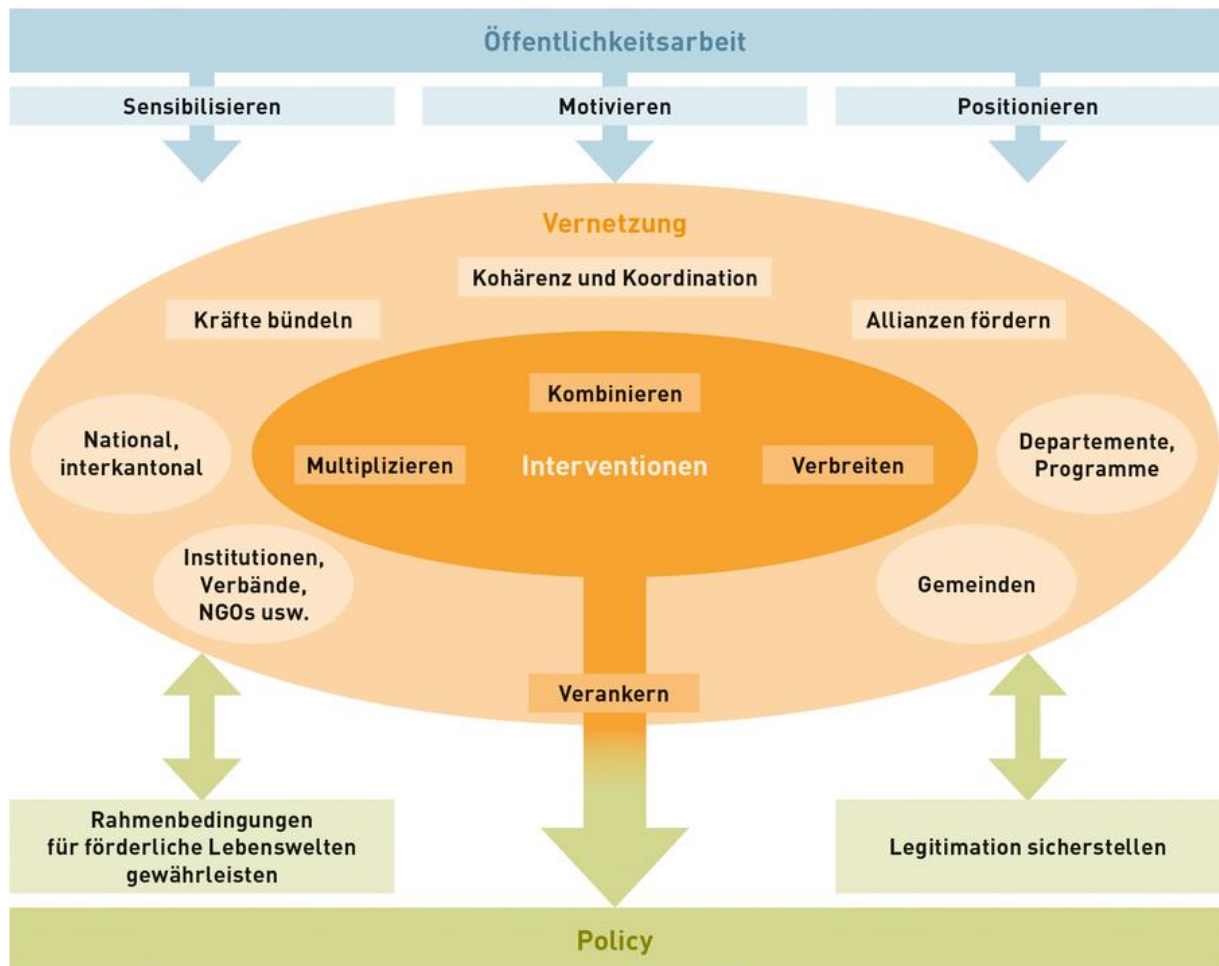 Öffentlichkeitsarbeit
Sensibilisieren
Motivieren
Positionieren
Vernetzung
Kohärenz und Koordination
Kräfte bündeln
Allianzen fördern
Kombinieren
National,
interkantonal
Multiplizieren
Interventionen
Verbreiten
Departemente,
Programme
Institutionen,
Verbände,
NGOs usw.
Gemeinden
Verankern
Rahmenbedingungen
für förderliche Lebenswelten
gewährleisten
Legitimation sicherstellen
Policy